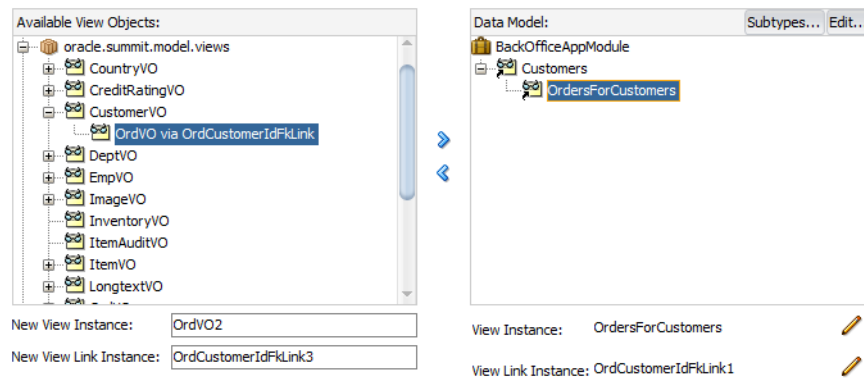 Available View Objects:
oracle.summit.model.views
CountryVO
CreditRatingVO
CustomerVO
OrdVO via OrdCustomerIdFkLink
DeptVO
EmpVO
ImageVO
InventoryVO
ItemAuditVO
ItemVO
LongtextVO
New View Instance: OrdVO2
New View Link Instance: OrdCustomerIdFkLink3
Data Model: Subtypes... Edit...
BackOfficeAppModule
Customers
OrdersForCustomers
View Instance: OrdersForCustomers
View Link Instance: OrdCustomerIdFkLink1